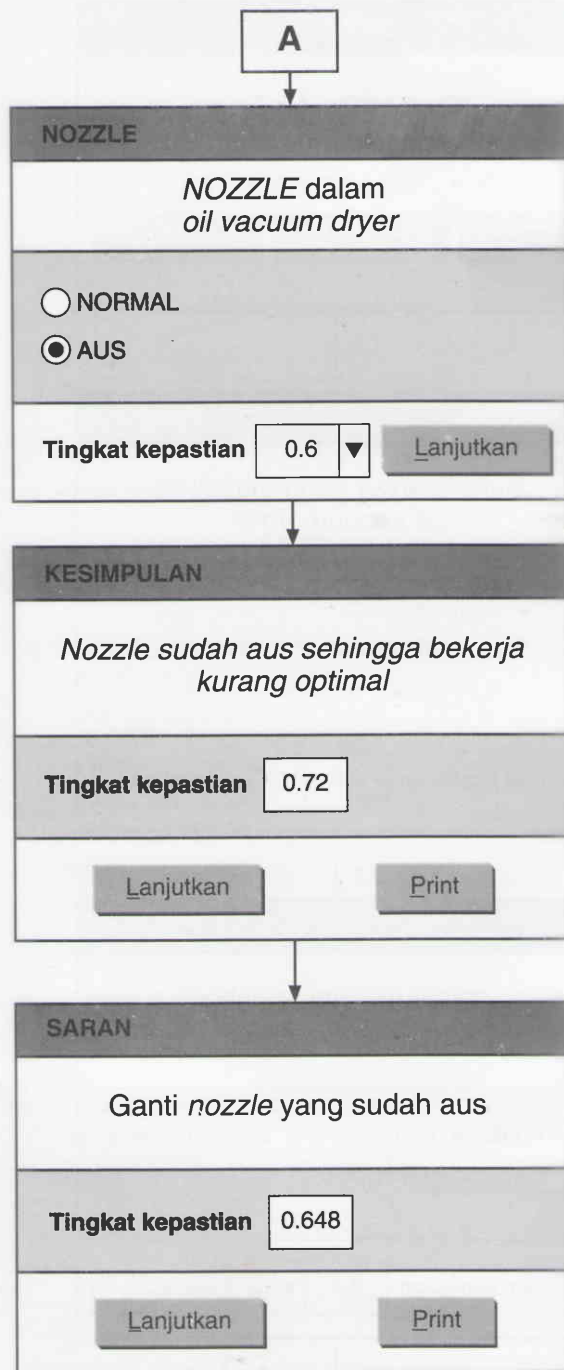 A
NOZZLE
NOZZLE dalam
oil vacuum dryer
NORMAL
AUS
Tingkat kepastian 0.6 Lanjutkan
KESIMPULAN
Nozzle sudah aus sehingga bekerja
kurang optimal
Tingkat kepastian 0.72
Lanjutkan Print
SARAN
Ganti nozzle yang sudah aus
Tingkat kepastian 0.648
Lanjutkan Print